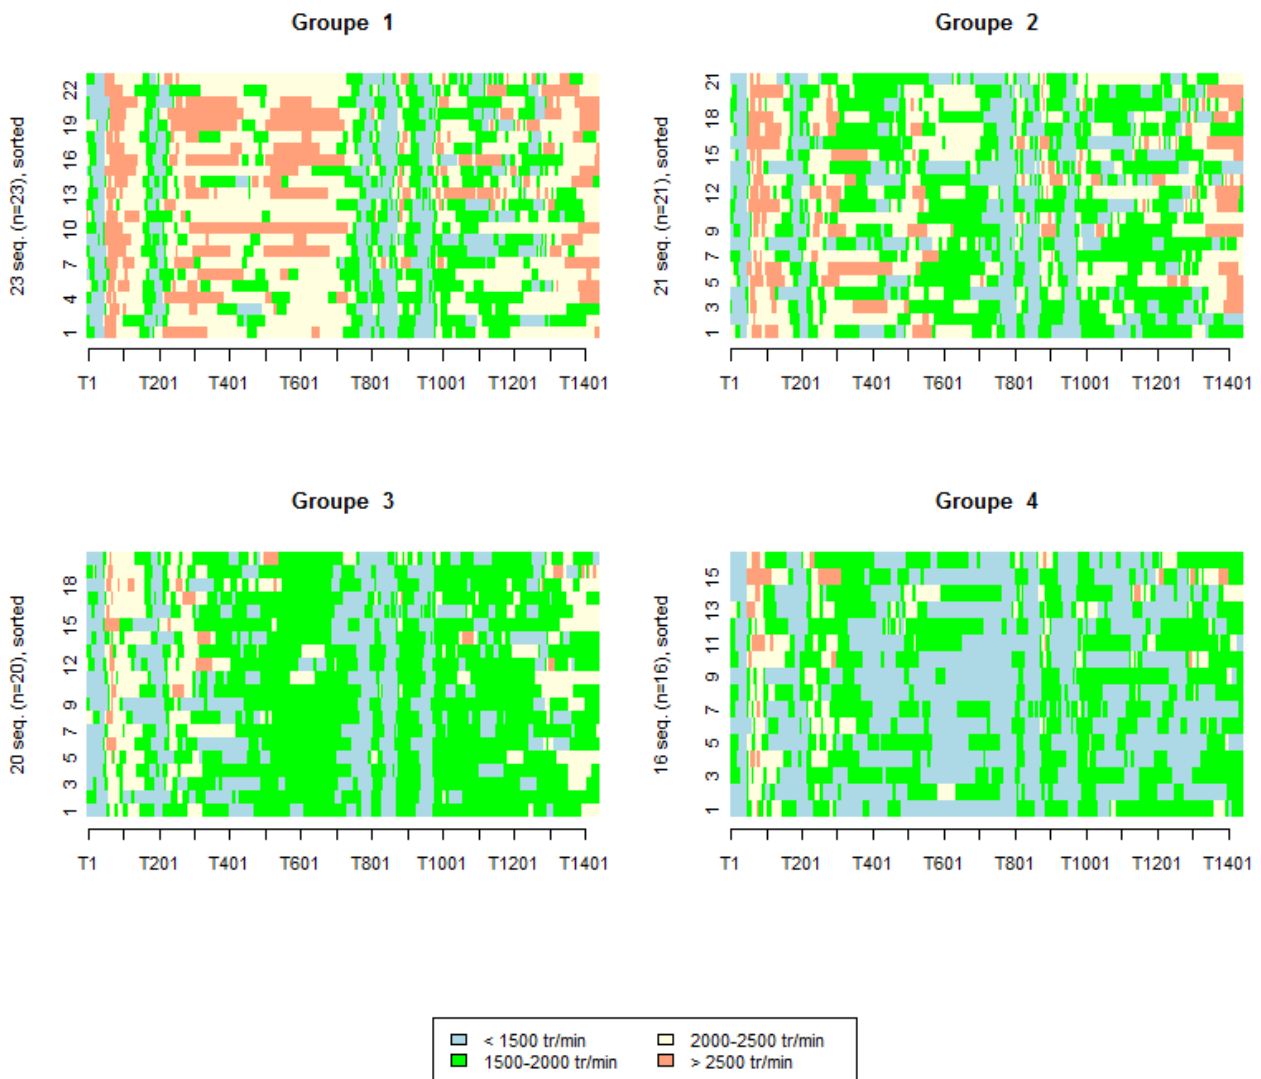 Groupe 1
23 seq. (n=23), sorted
1 4 7 10 13 16 19 22
T1 T201 T401 T601 T801 T1001 T1201 T1401
Groupe 2
21 seq. (n=21), sorted
1 3 5 7 9 12 15 18 21
T1 T201 T401 T601 T801 T1001 T1201 T1401
Groupe 3
20 seq. (n=20), sorted
1 3 5 7 9 12 15 18
T1 T201 T401 T601 T801 T1001 T1201 T1401
Groupe 4
16 seq. (n=16), sorted
1 3 5 7 9 11 13 15
T1 T201 T401 T601 T801 T1001 T1201 T1401
< 1500 tr/min
1500-2000 tr/min
2000-2500 tr/min
> 2500 tr/min